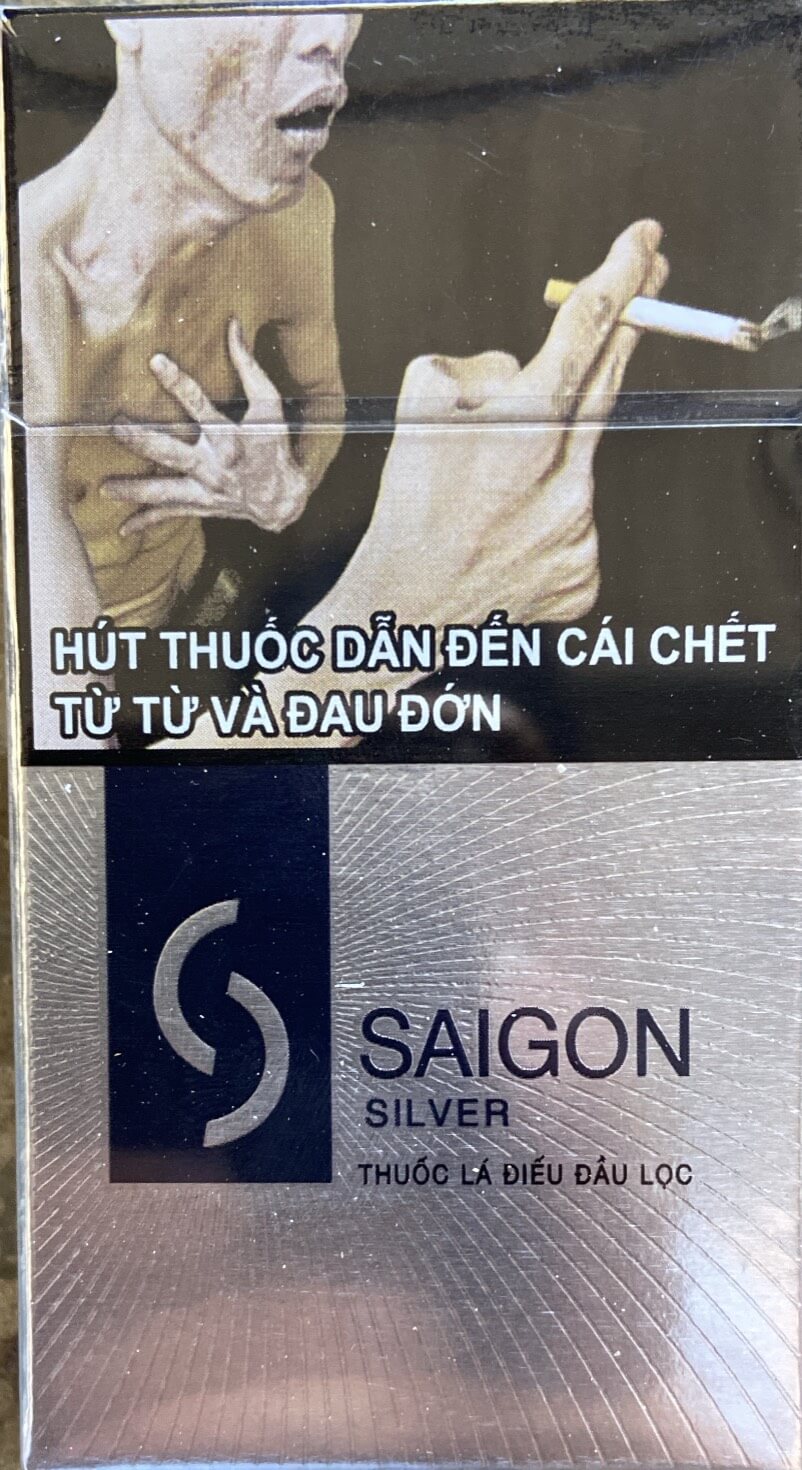 HÚT THUỐC DẪN ĐẾN CÁI CHẾT
TỪ TỪ VÀ ĐAU ĐỚN
SAIGON
SILVER
THUỐC LÁ ĐIẾU ĐẦU LỌC